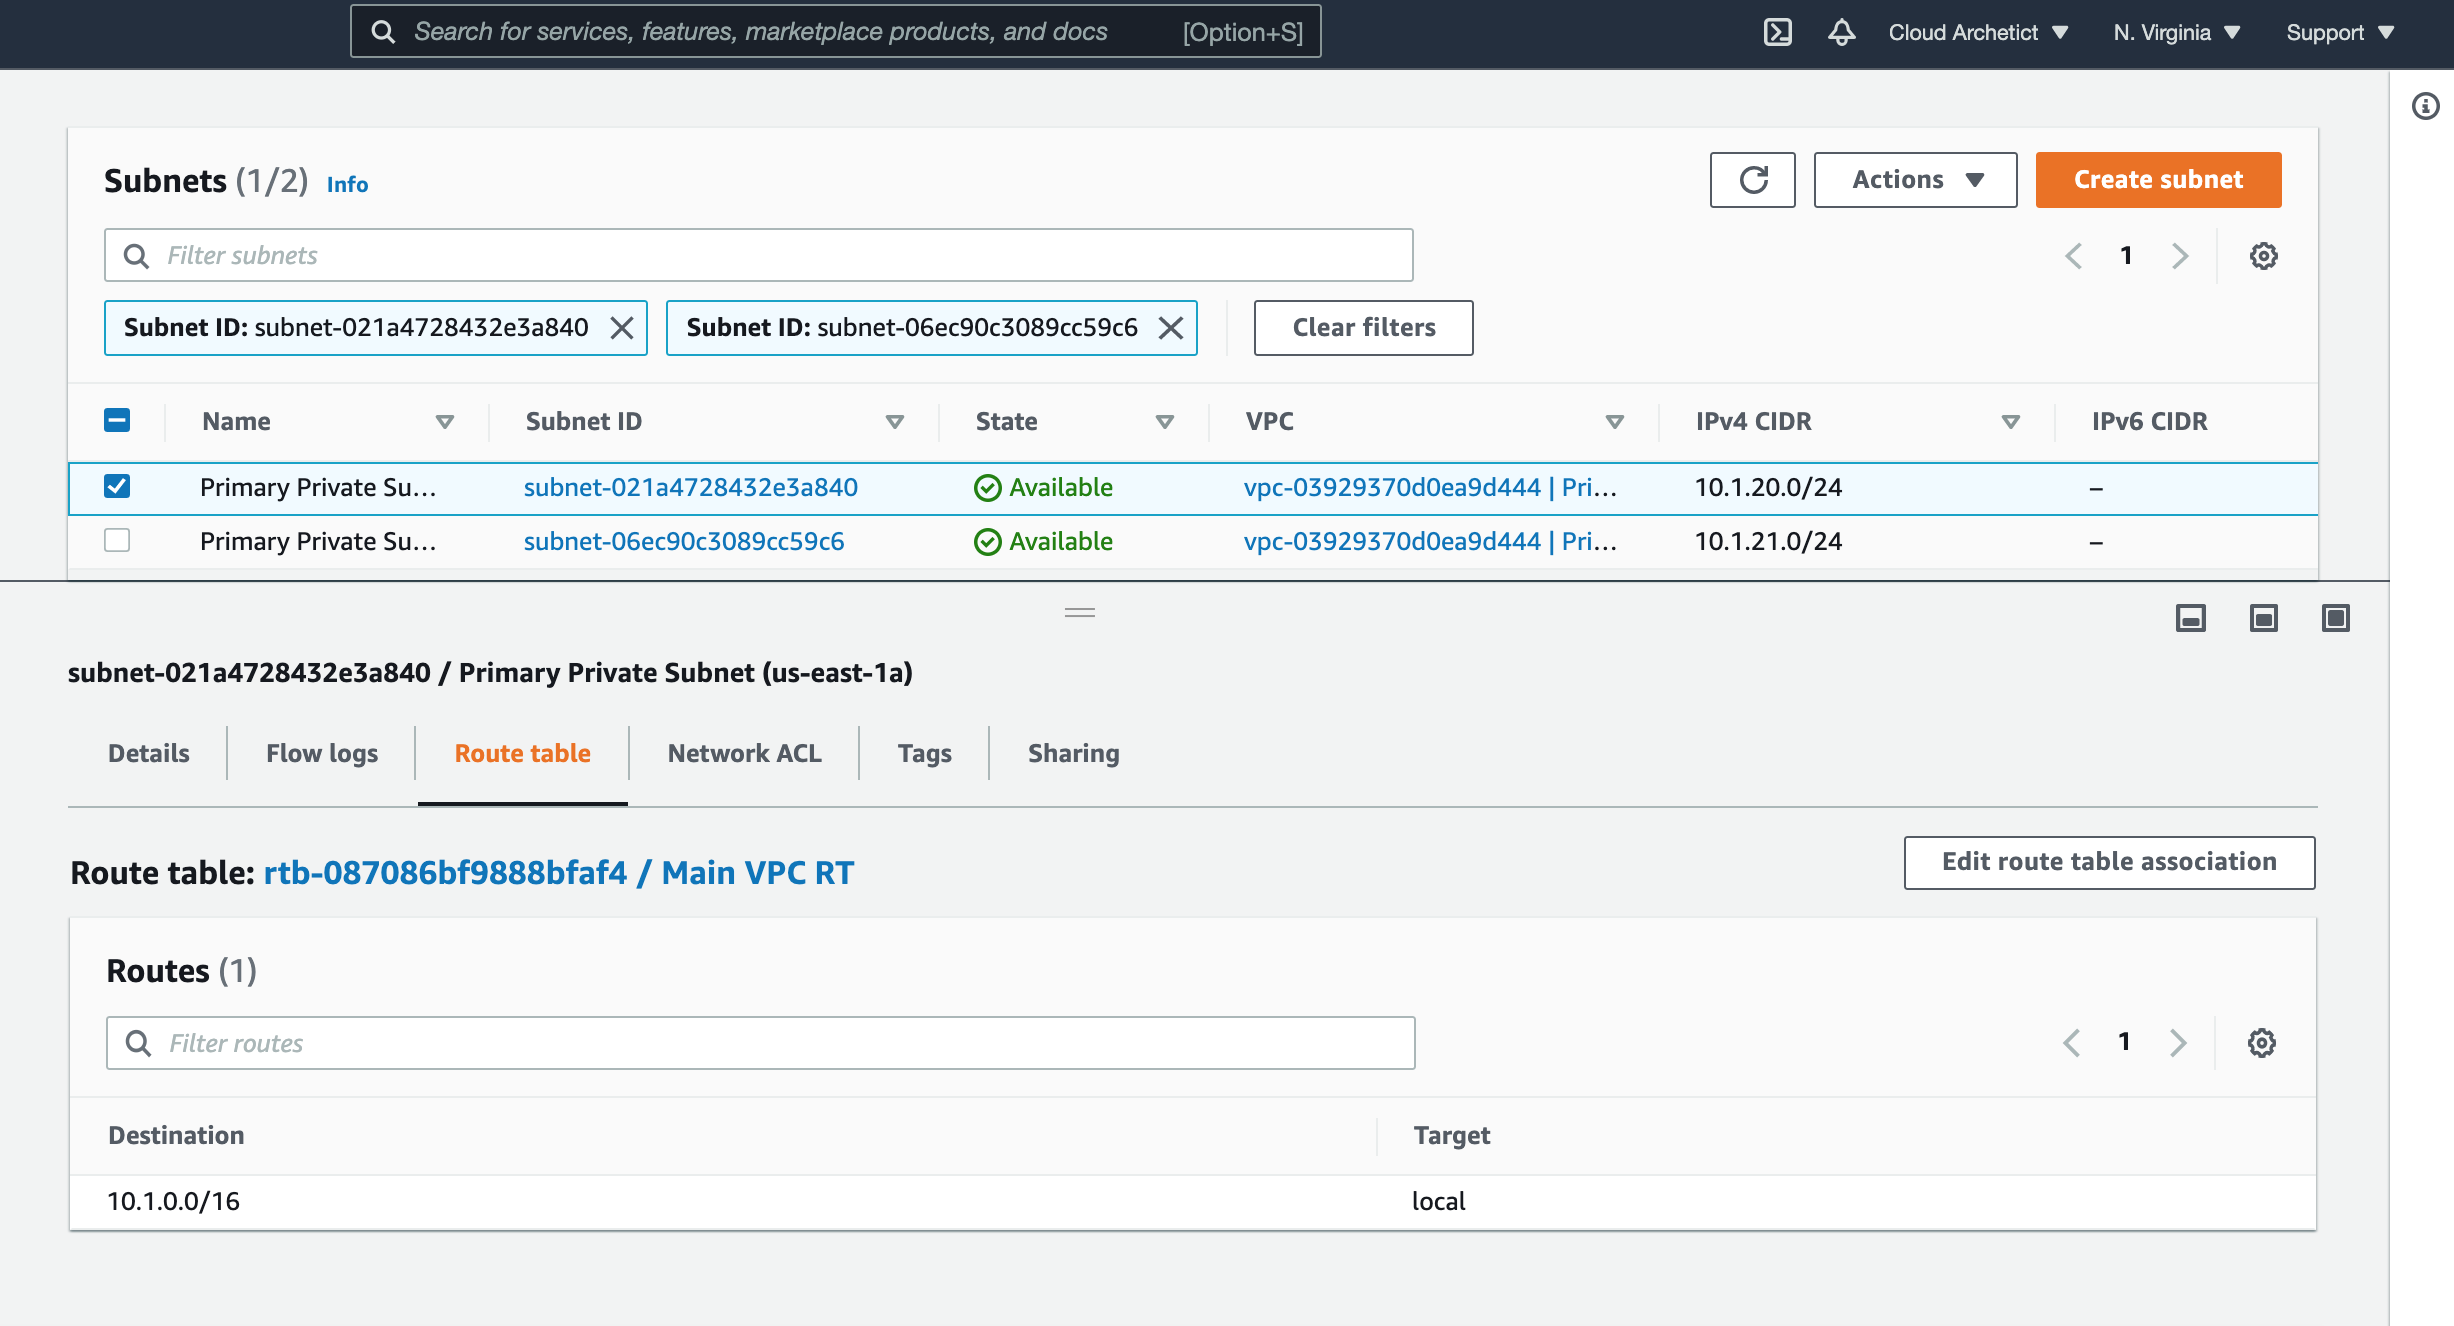 Search for services, features, marketplace products, and docs [Option+S] Cloud Archetict N. Virginia Support
Subnets (1/2) Info Actions Create subnet
Filter subnets 1
Subnet ID: subnet-021a4728432e3a840 Subnet ID: subnet-06ec90c3089cc59c6 Clear filters
Name Subnet ID State VPC IPv4 CIDR IPv6 CIDR
Primary Private Su... subnet-021a4728432e3a840 Available vpc-03929370d0ea9d444 | Pri... 10.1.20.0/24 –
Primary Private Su... subnet-06ec90c3089cc59c6 Available vpc-03929370d0ea9d444 | Pri... 10.1.21.0/24 –
subnet-021a4728432e3a840 / Primary Private Subnet (us-east-1a)
Details Flow logs Route table Network ACL Tags Sharing
Route table: rtb-087086bf9888bfaf4 / Main VPC RT Edit route table association
Routes (1)
Filter routes 1
Destination Target
10.1.0.0/16 local